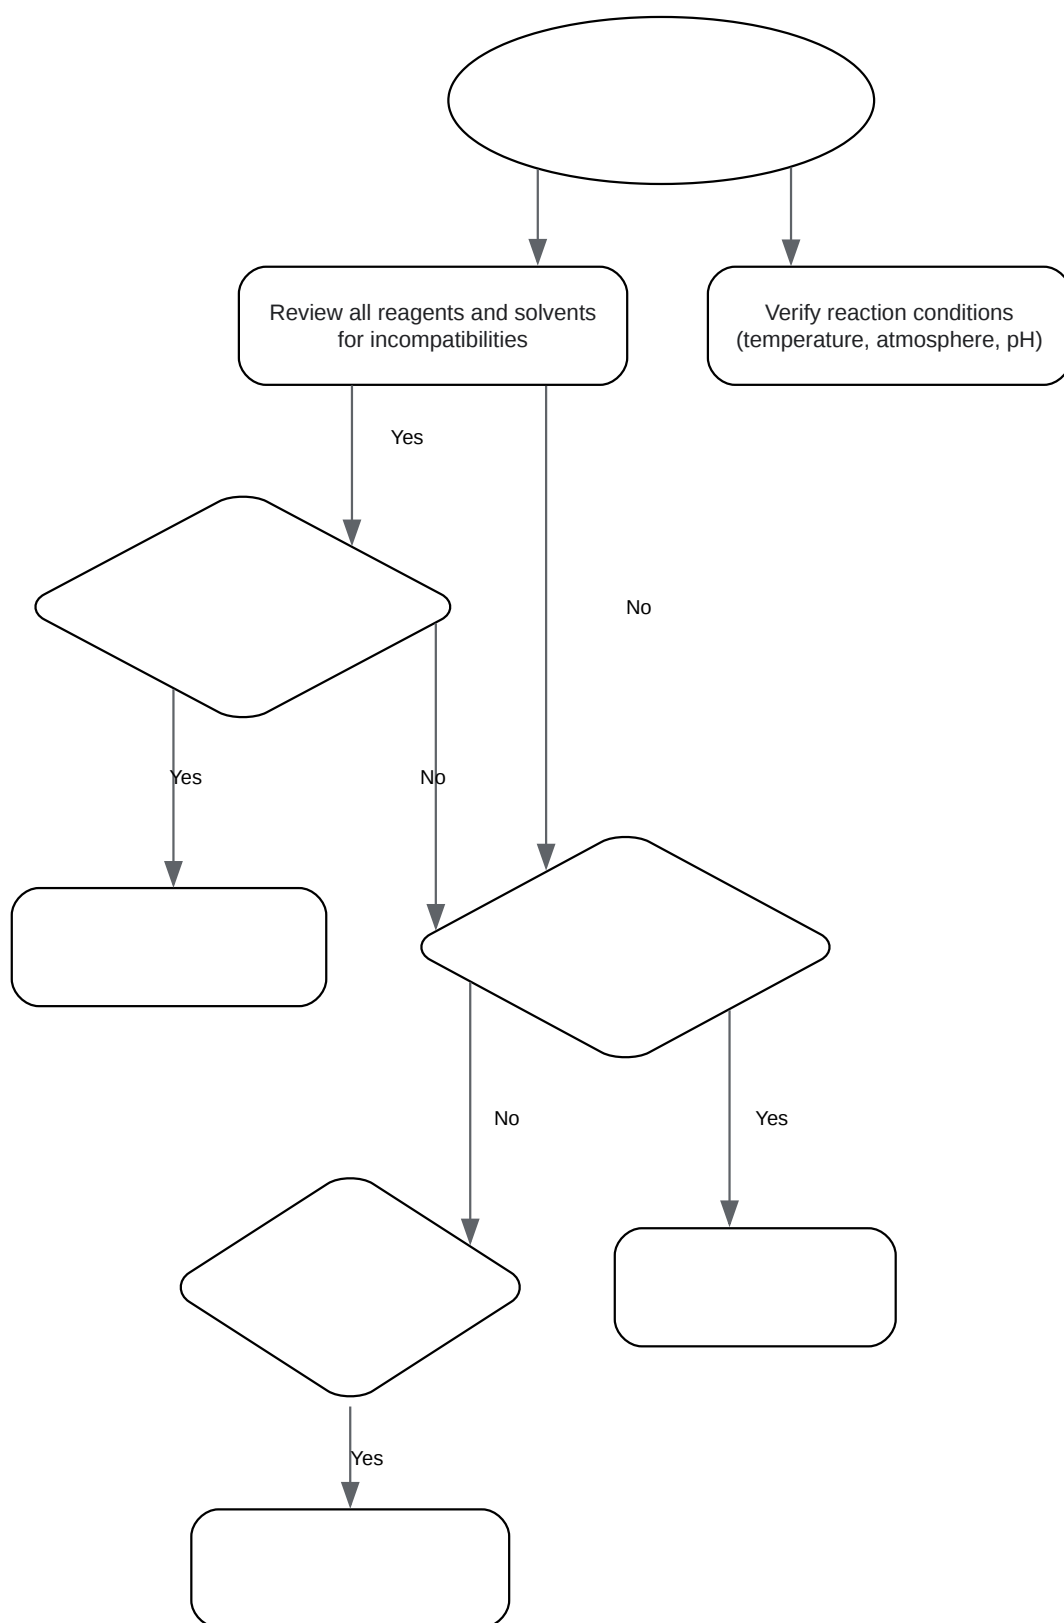 Review all reagents and solvents
for incompatibilities
Verify reaction conditions
(temperature, atmosphere, pH)
Yes
No
Yes
No
No
Yes
Yes